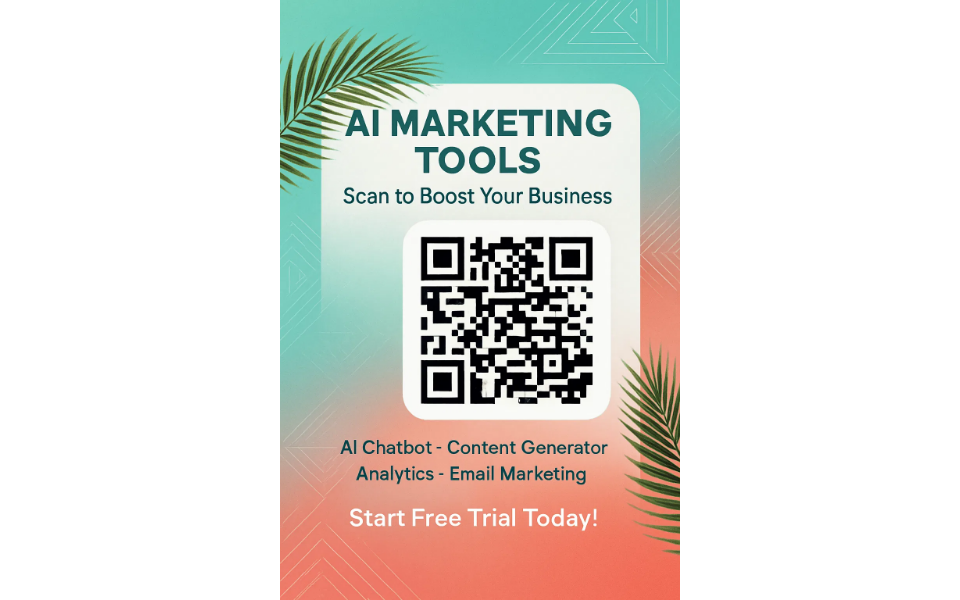 AI MARKETING
TOOLS
Scan to Boost Your Business
AI Chatbot - Content Generator
Analytics - Email Marketing
Start Free Trial Today!